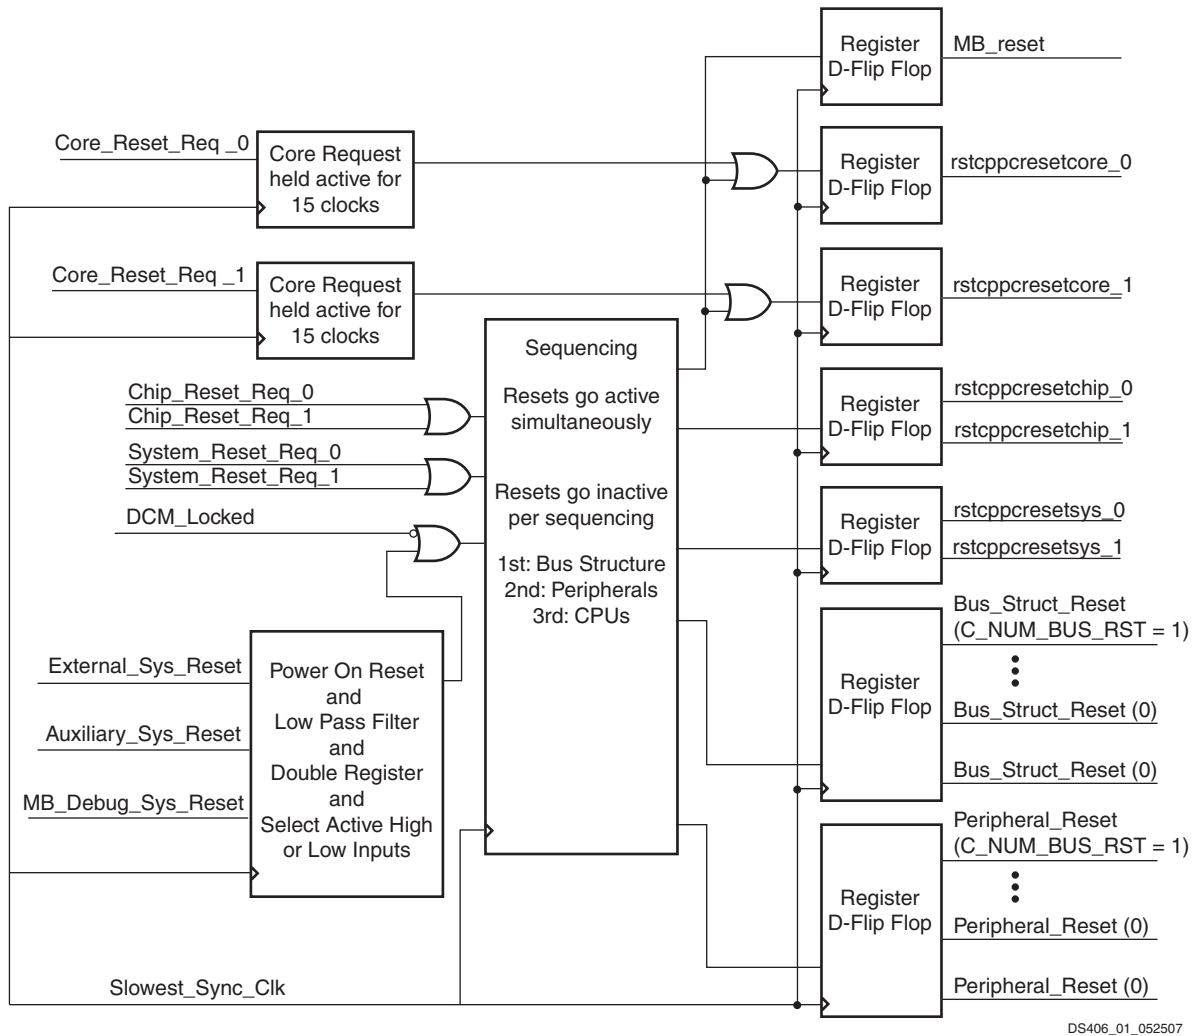 Register
D-Flip Flop
MB_reset
Core_Reset_Req _0
Core Request
held active for
15 clocks
Register
D-Flip Flop
rstcppcresetcore_0
Core_Reset_Req _1
Core Request
held active for
15 clocks
Register
D-Flip Flop
rstcppcresetcore_1
Sequencing
Resets go active
simultaneously
Resets go inactive
per sequencing
1st: Bus Structure
2nd: Peripherals
3rd: CPUs
Chip_Reset_Req_0
Chip_Reset_Req_1
System_Reset_Req_0
System_Reset_Req_1
DCM_Locked
Register
D-Flip Flop
rstcppcresetchip_0
rstcppcresetchip_1
Register
D-Flip Flop
rstcppcresetsys_0
rstcppcresetsys_1
External_Sys_Reset
Auxiliary_Sys_Reset
MB_Debug_Sys_Reset
Power On Reset
and
Low Pass Filter
and
Double Register
and
Select Active High
or Low Inputs
Register
D-Flip Flop
Bus_Struct_Reset
(C_NUM_BUS_RST = 1)
Bus_Struct_Reset (0)
Bus_Struct_Reset (0)
Register
D-Flip Flop
Peripheral_Reset
(C_NUM_BUS_RST = 1)
Peripheral_Reset (0)
Peripheral_Reset (0)
Slowest_Sync_Clk
DS406_01_052507